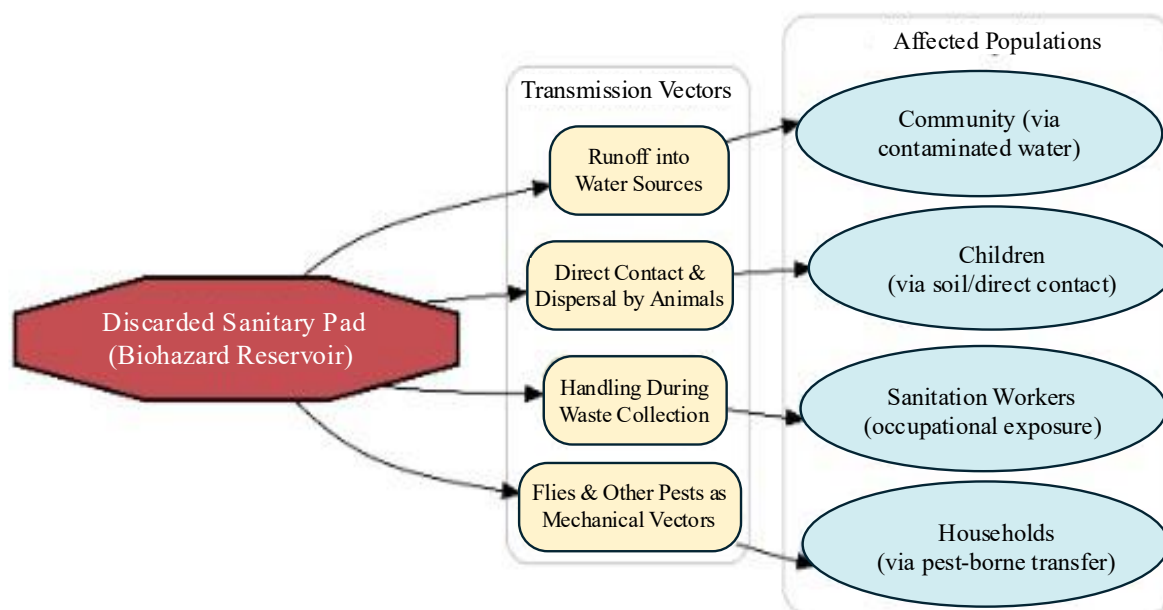 Discarded Sanitary Pad
(Biohazard Reservoir)
Transmission Vectors
Runoff into
Water Sources
Direct Contact &
Dispersal by Animals
Handling During
Waste Collection
Flies & Other Pests as
Mechanical Vectors
Affected Populations
Community (via
contaminated water)
Children
(via soil/direct contact)
Sanitation Workers
(occupational exposure)
Households
(via pest-borne transfer)